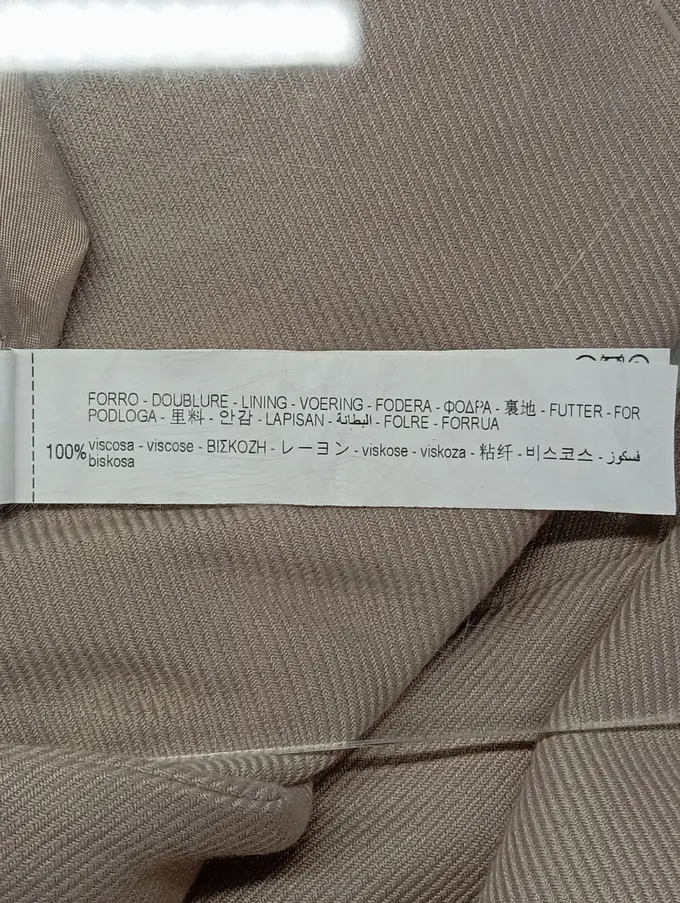 FORRO - DOUBLURE - LINING - VOERING - FODERA - ΦΟΔΡΑ - 裏地 - FUTTER - FOR
PODLOGA - 里料 - 안감 - LAPISAN - البطانة - FOLRE - FORRUA
100% viscosa - viscose - ΒΙΣΚΟΖΗ - レーヨン - viskose - viskoza - 粘纤 - 비스코스 - فسكوز
biskosa